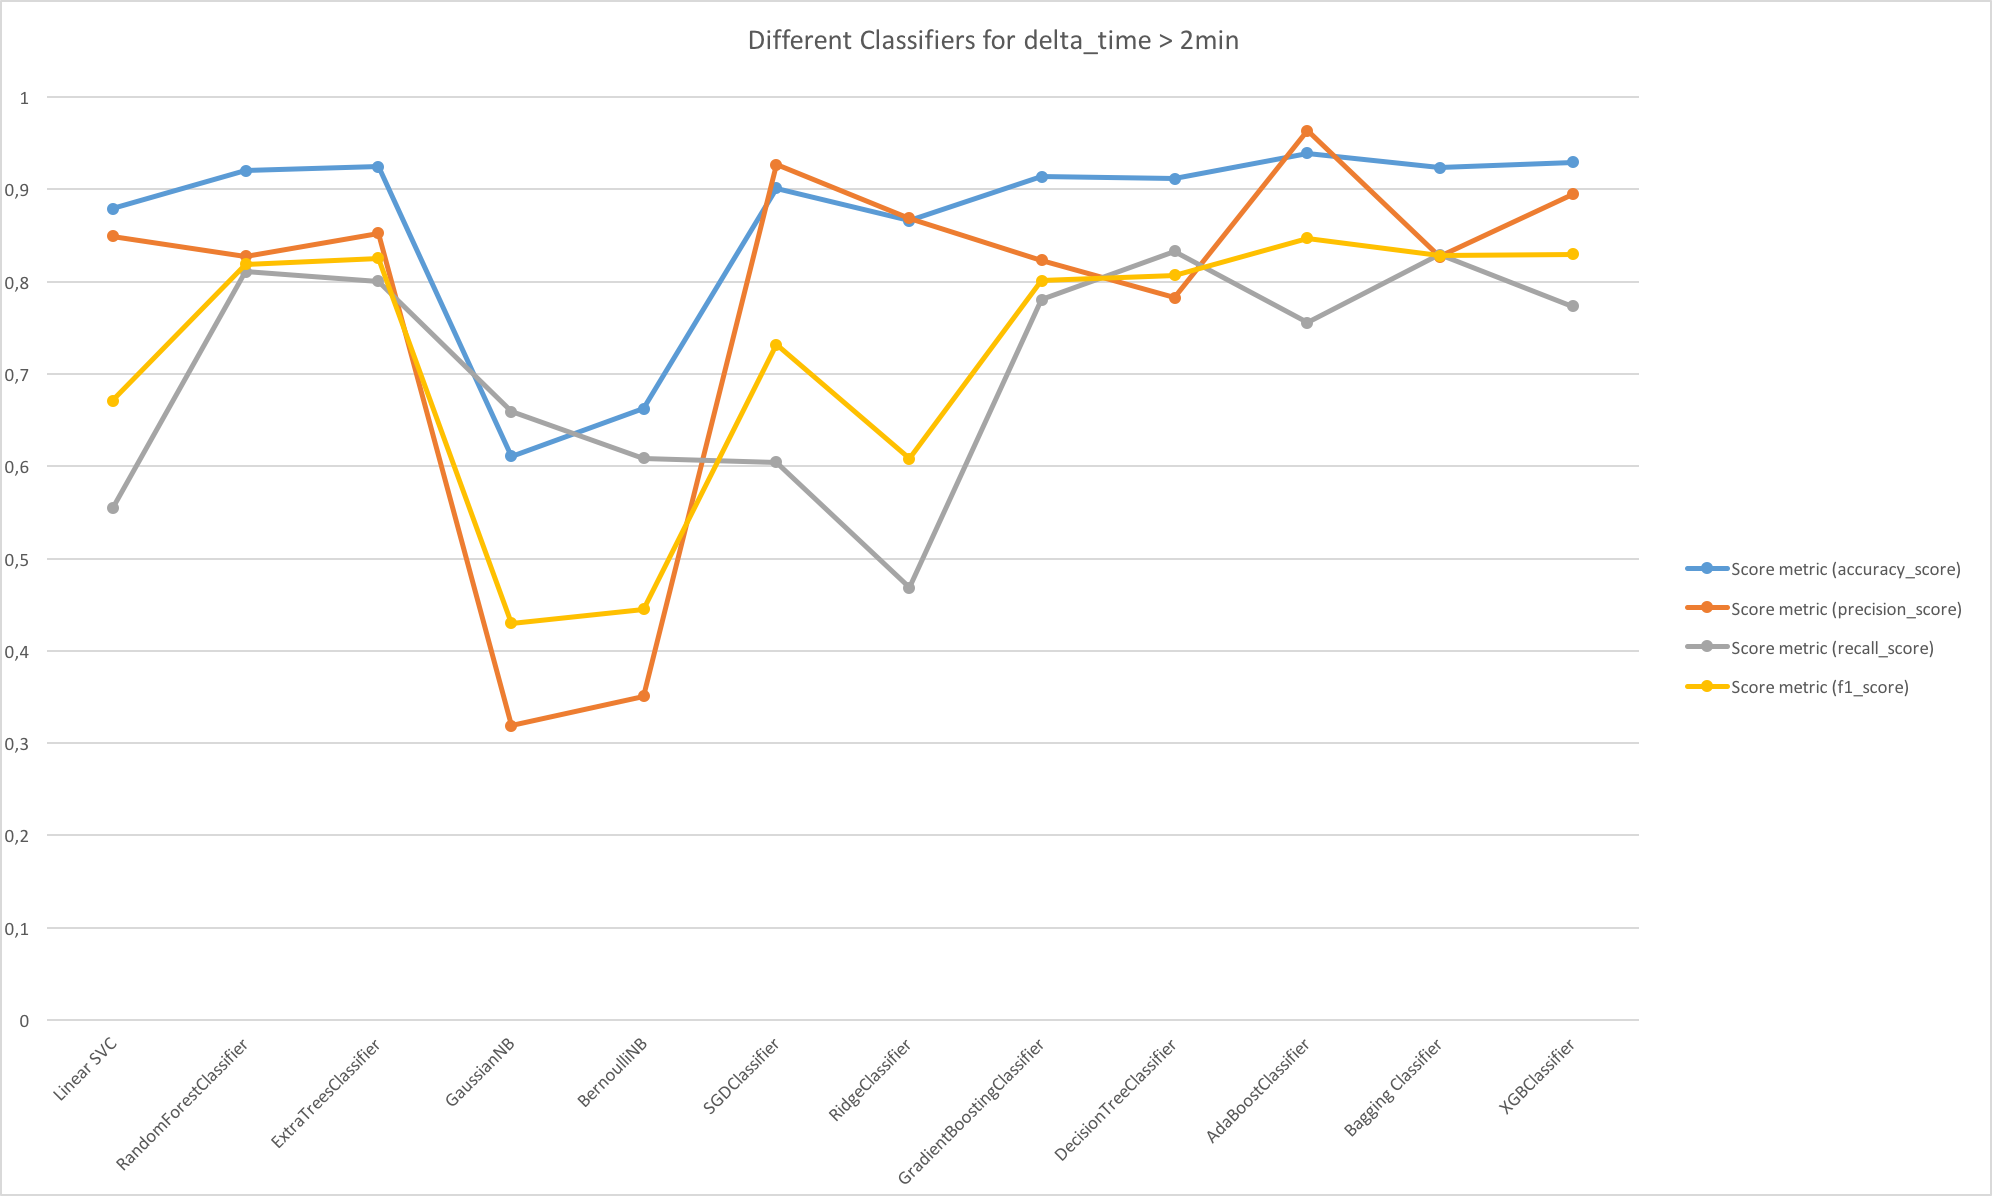 Different Classifiers for delta_time > 2min
1
0,9
0,8
0,7
0,6
0,5
0,4
0,3
0,2
0,1
0
Linear SVC
RandomForestClassifier
ExtraTreesClassifier
GaussianNB
BernoulliNB
SGDClassifier
RidgeClassifier
GradientBoostingClassifier
DecisionTreeClassifier
AdaBoostClassifier
Bagging Classifier
XGBClassifier
Score metric (accuracy_score)
Score metric (precision_score)
Score metric (recall_score)
Score metric (f1_score)